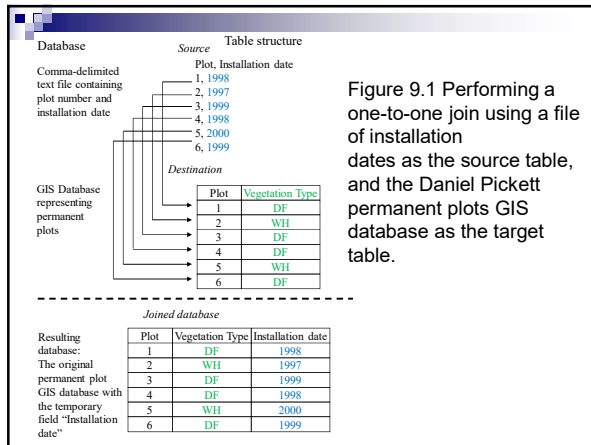 Database
Table structure
Source
Comma-delimited
text file containing
plot number and
installation date
Plot, Installation date
1, 1998
2, 1997
3, 1999
4, 1998
5, 2000
6, 1999
Destination
GIS Database
representing
permanent
plots
Plot Vegetation Type
1 DF
2 WH
3 DF
4 DF
5 WH
6 DF
Joined database
Resulting
database:
The original
permanent plot
GIS database with
the temporary
field “Installation
date”
Plot Vegetation Type Installation date
1 DF 1998
2 WH 1997
3 DF 1999
4 DF 1998
5 WH 2000
6 DF 1999
Figure 9.1 Performing a
one-to-one join using a file
of installation
dates as the source table,
and the Daniel Pickett
permanent plots GIS
database as the target
table.